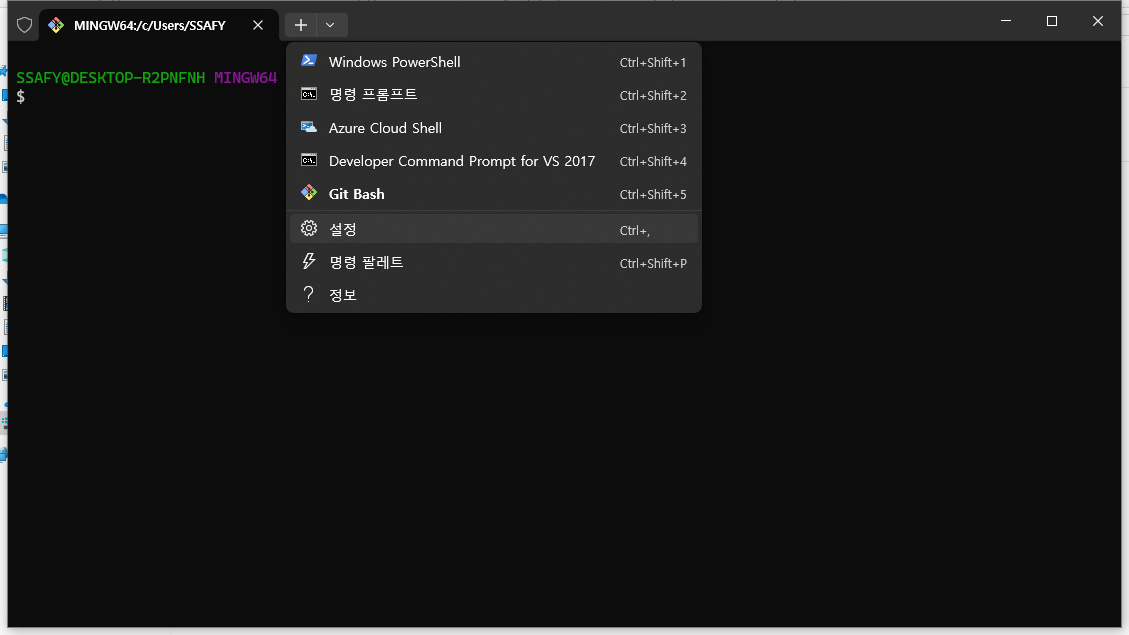 MINGW64:/c/Users/SSAFY
SSAFY@DESKTOP-R2PNFNH MINGW64
$
Windows PowerShell Ctrl+Shift+1
명령 프롬프트 Ctrl+Shift+2
Azure Cloud Shell Ctrl+Shift+3
Developer Command Prompt for VS 2017 Ctrl+Shift+4
Git Bash Ctrl+Shift+5
설정 Ctrl+,
명령 팔레트 Ctrl+Shift+P
정보